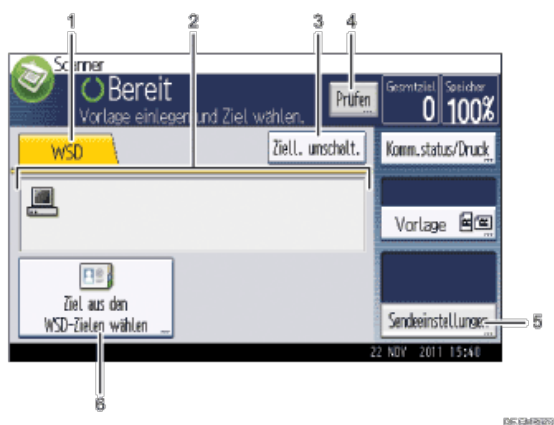 1 2 3 4
Scanner
Bereit
Vorlage einlegen und Ziel wählen.
Prüfen
Gesmtziel
0
Speicher
100%
WSD
Ziell. umschalt.
Komm.status/Druck
Vorlage
Ziel aus den
WSD-Zielen wählen
Sendeeinstellungen
5
22 NOV 2011 15:40
6